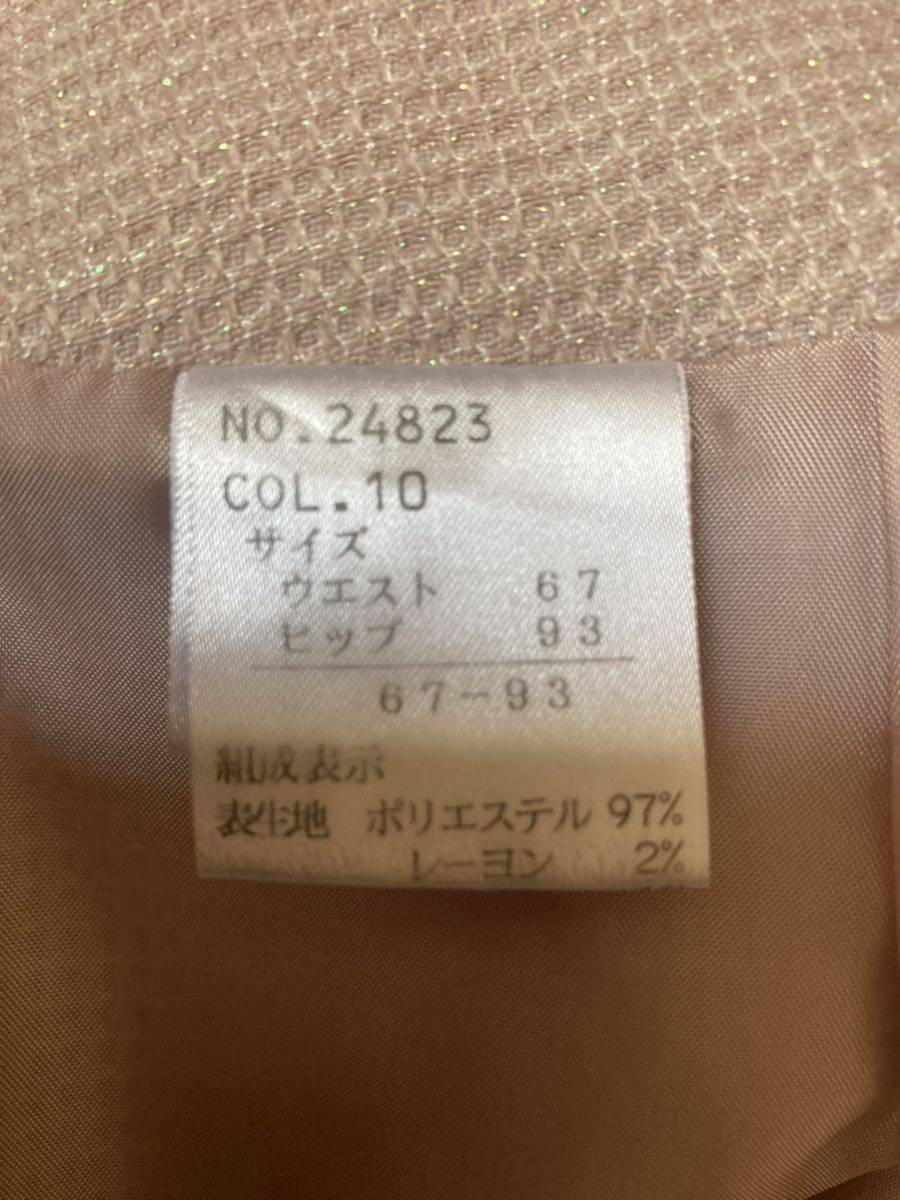 NO.24823
COL.10
サイズ
ウエスト 67
ヒップ 93
67-93
組成表示
表生地 ポリエステル 97%
レーヨン 2%